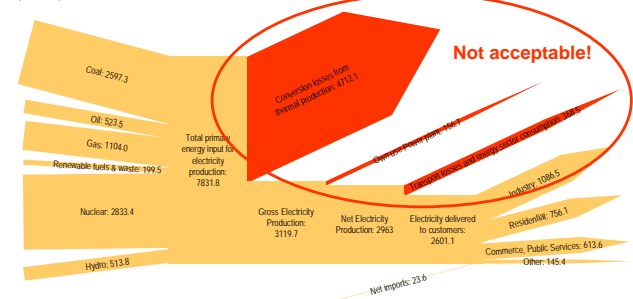 Not acceptable!
Coal: 2597.3
Oil: 523.5
Gas: 1104.0
Renewable fuels & waste: 199.5
Nuclear: 2833.4
Hydro: 513.8
Total primary
energy input for
electricity
production:
7831.8
Conversion losses from
thermal production: 4712.1
Own use Power plant: 156.7
Transport losses and energy sector consumption: 368.5
Gross Electricity
Production:
3119.7
Net Electricity
Production: 2963
Electricity delivered
to customers:
2601.1
Industry: 1086.5
Residential: 756.1
Commerce, Public Services: 613.6
Other: 145.4
Net imports: 23.6